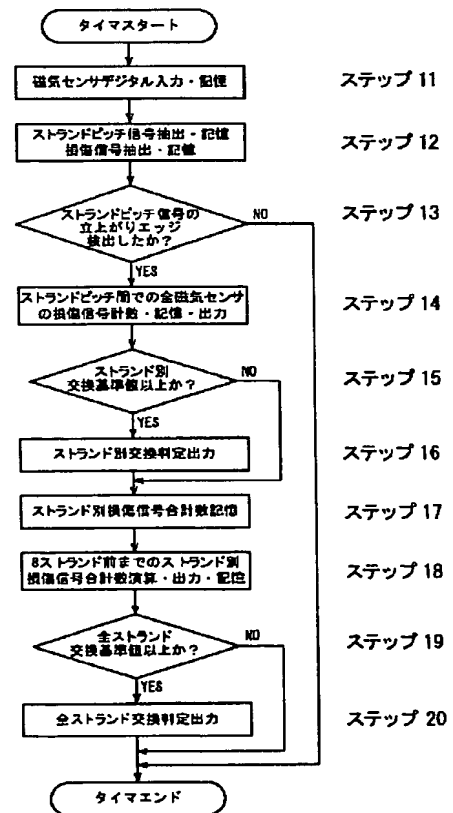 タイマスタート
磁気センサデジタル入力・記憶
ステップ 11
ストランドピッチ信号抽出・記憶
損傷信号抽出・記憶
ステップ 12
ストランドピッチ信号の
立上がりエッジ
検出したか？
NO
ステップ 13
YES
ストランドピッチ間での全磁気センサ
の損傷信号計数・記憶・出力
ステップ 14
ストランド別
交換基準値以上か？
NO
ステップ 15
YES
ストランド別交換判定出力
ステップ 16
ストランド別損傷信号合計数記憶
ステップ 17
8ストランド前までのストランド別
損傷信号合計数演算・出力・記憶
ステップ 18
全ストランド
交換基準値以上か？
NO
ステップ 19
YES
全ストランド交換判定出力
ステップ 20
タイマエンド